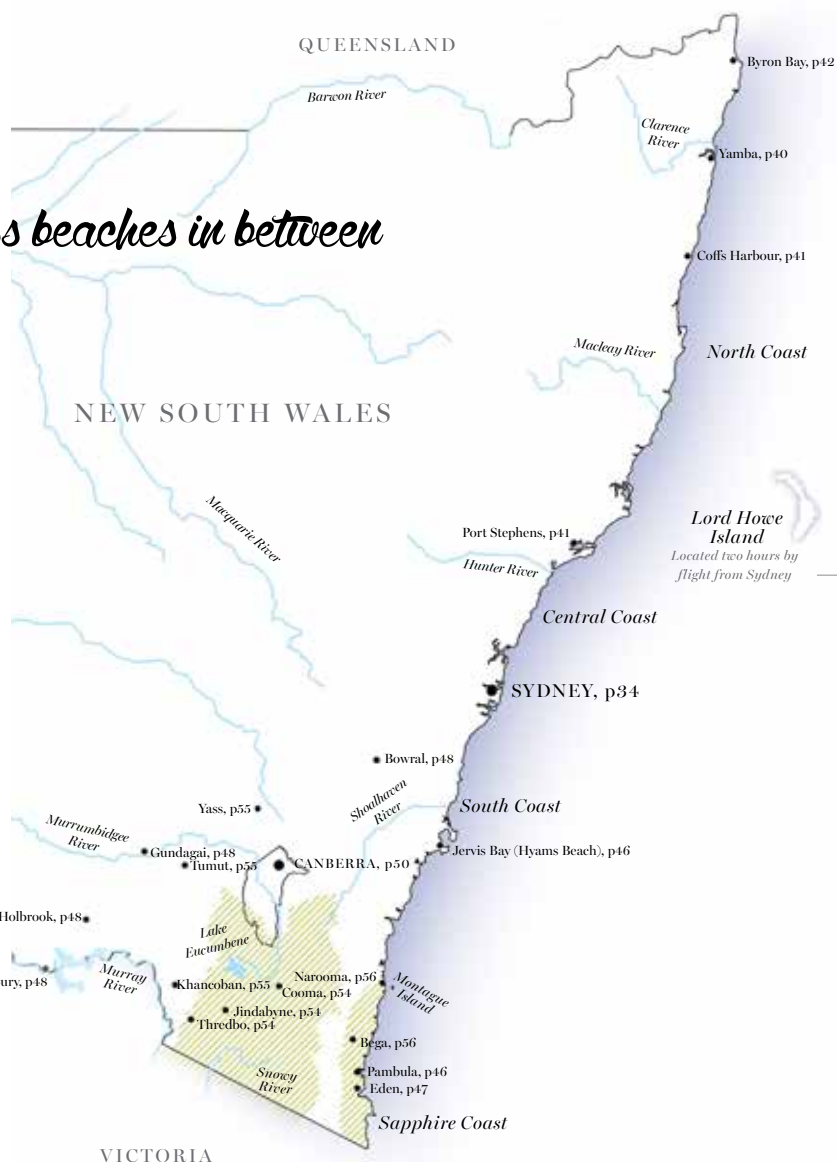 QUEENSLAND
Byron Bay, p42
Barwon River
Clarence
River
Yamba, p40
s beaches in between
Coffs Harbour, p41
Macleay River
North Coast
NEW SOUTH WALES
Macquarie River
Lord Howe
Island
Located two hours by
flight from Sydney
Port Stephens, p41
Hunter River
Central Coast
SYDNEY, p34
Bowral, p48
Shoalhaven
River
South Coast
Yass, p55
Murrumbidgee
River
Gundagai, p48
Tumut, p55
CANBERRA, p50
Jervis Bay (Hyams Beach), p46
Holbrook, p48
Lake
Eucumbene
ury, p48
Murray
River
Khancoban, p55
Cooma, p54
Narooma, p56
Montague
Island
Jindabyne, p54
Thredbo, p54
Bega, p56
Snowy
River
Pambula, p46
Eden, p47
Sapphire Coast
VICTORIA